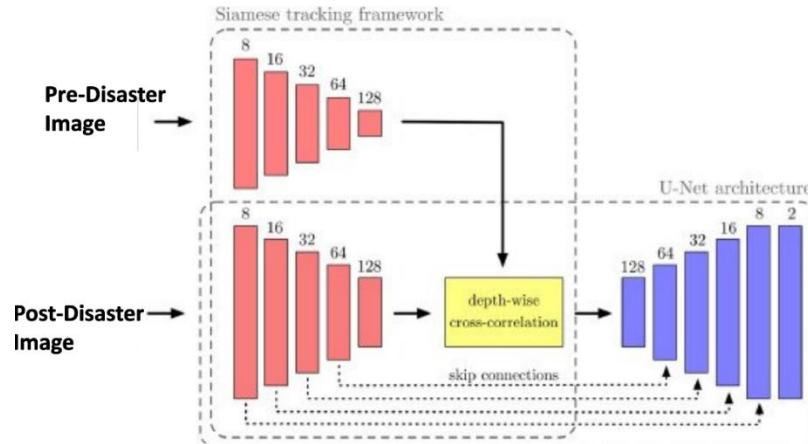 Siamese tracking framework
8
16
32
64
128
Pre-Disaster
Image
U-Net architecture
8
16
32
64
128
128
64
32
16
8
2
Post-Disaster
Image
depth-wise
cross-correlation
skip connections